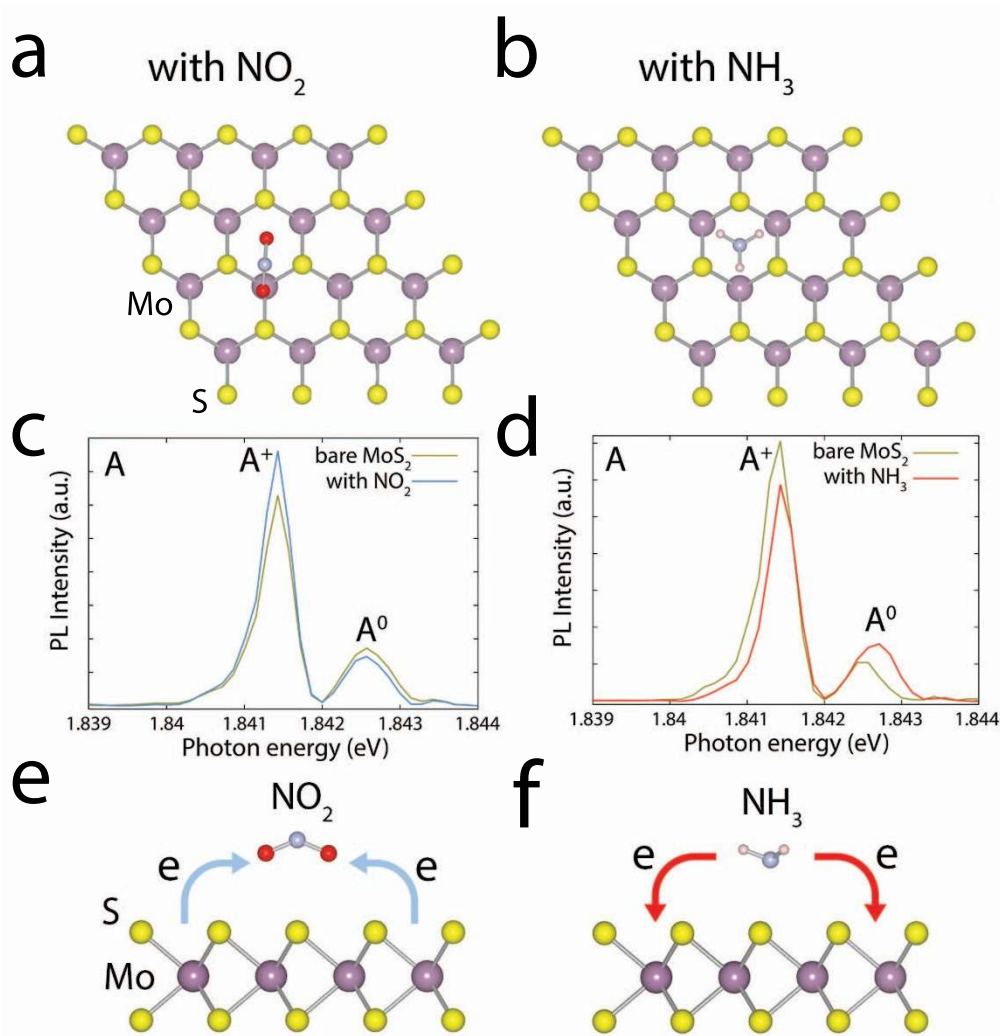 a
with NO₂
b
with NH₃
Mo
S
c
A
A⁺
bare MoS₂
with NO₂
A⁰
PL Intensity (a.u.)
1.839 1.84 1.841 1.842 1.843 1.844
Photon energy (eV)
d
A
A⁺
bare MoS₂
with NH₃
A⁰
PL Intensity (a.u.)
1.839 1.84 1.841 1.842 1.843 1.844
Photon energy (eV)
e
NO₂
e
e
S
Mo
f
NH₃
e
e